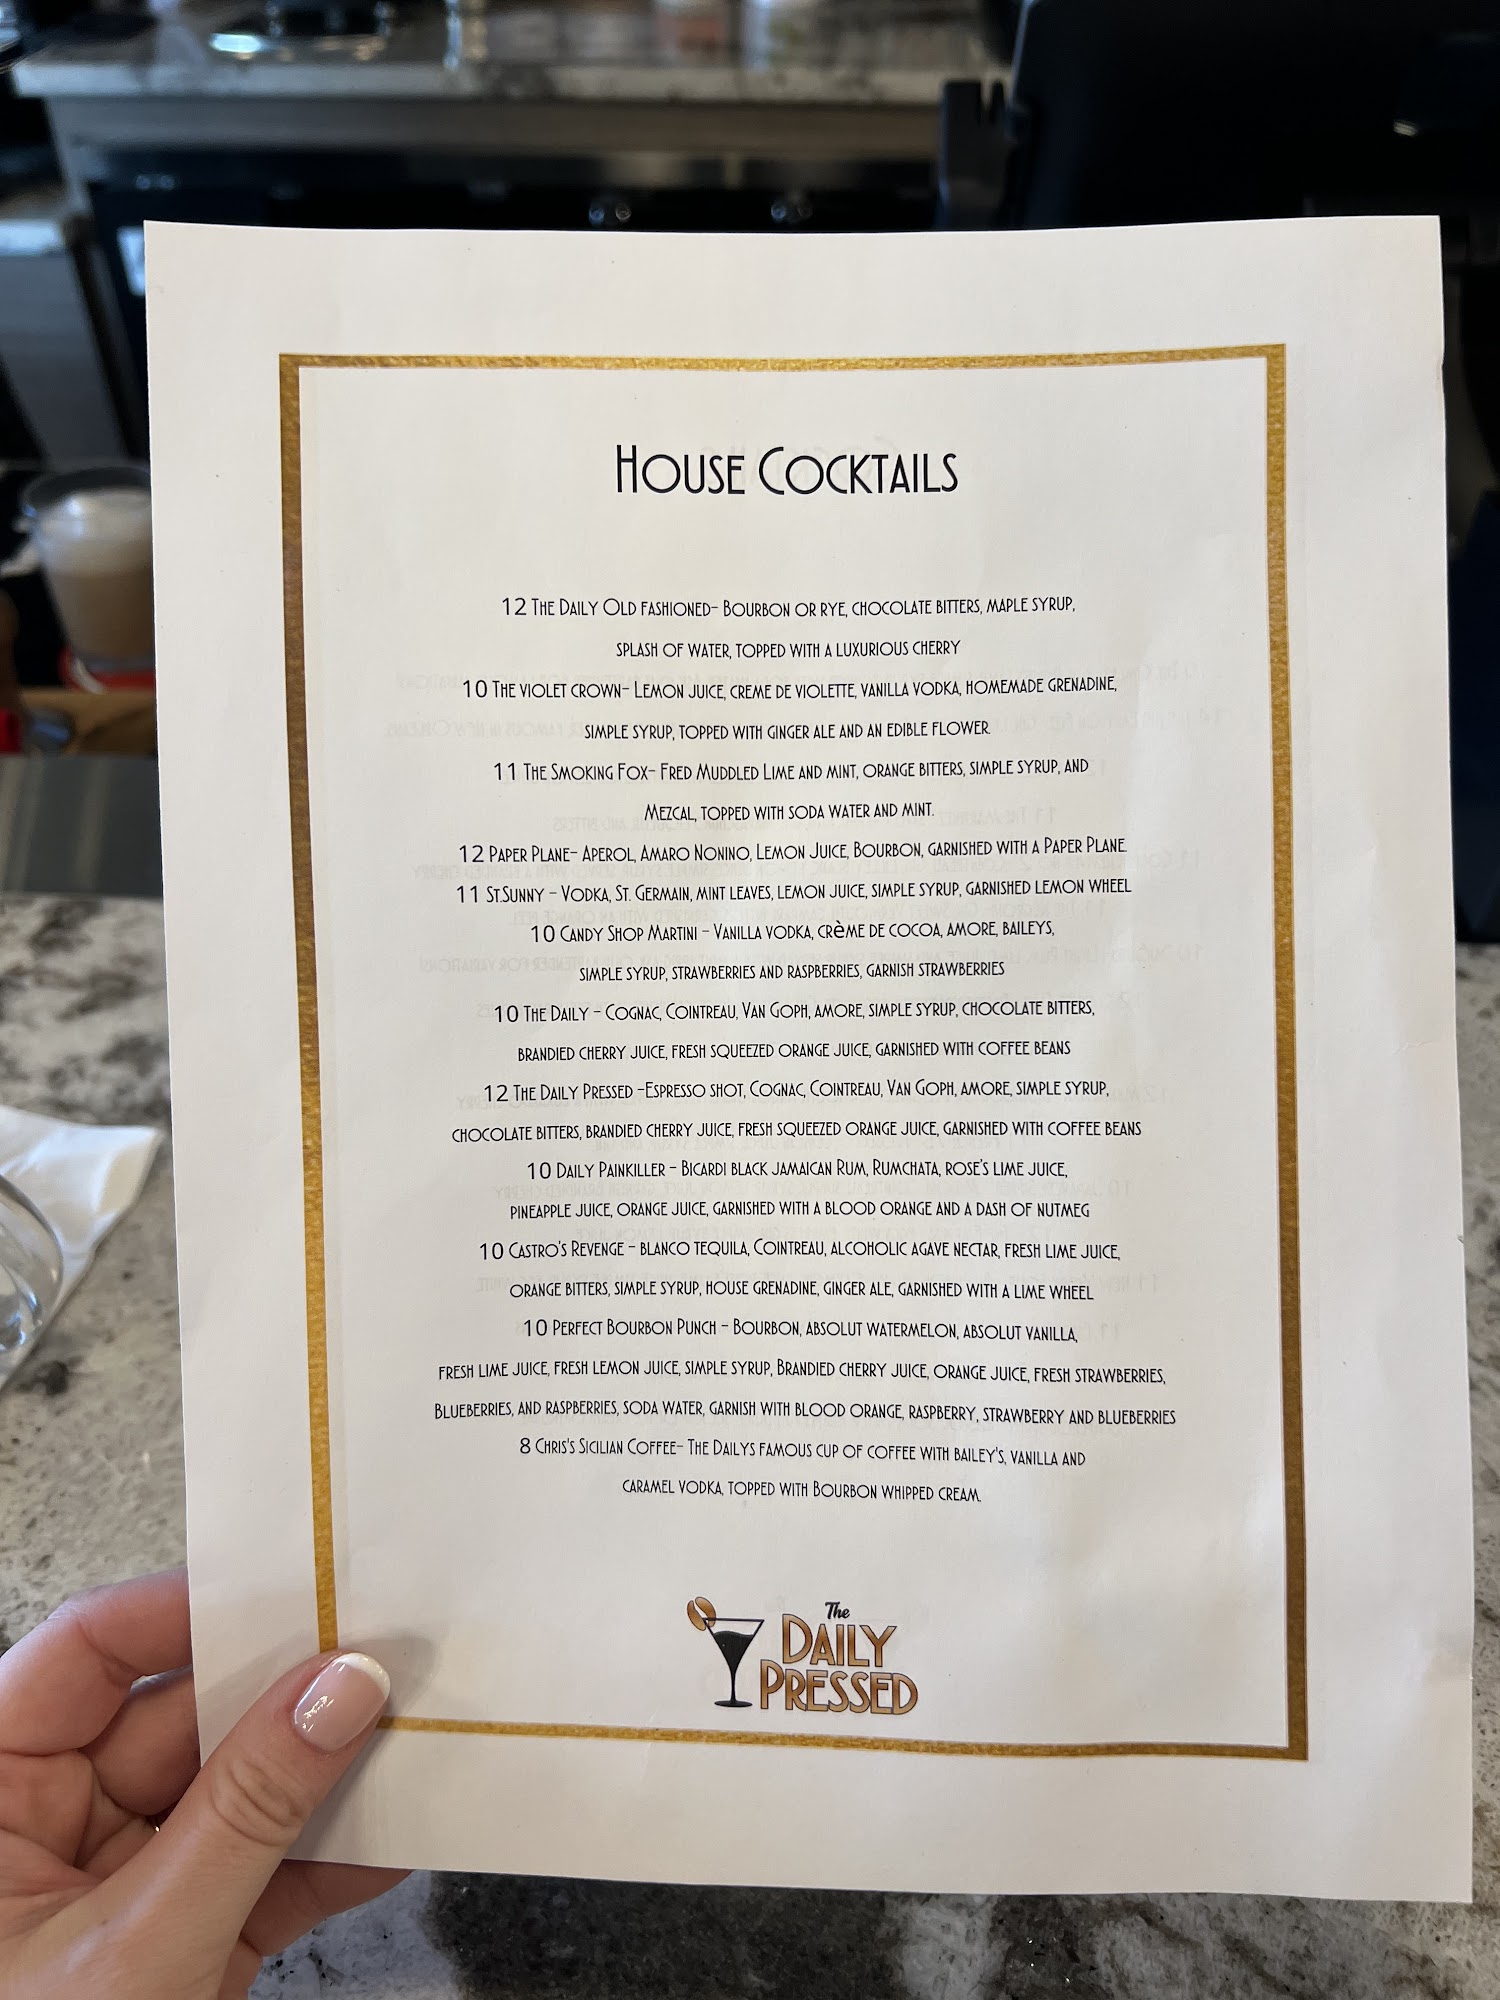 House Cocktails
12 The Daily Old fashioned- Bourbon or rye, chocolate bitters, maple syrup,
splash of water, topped with a luxurious cherry
10 The violet crown- Lemon juice, creme de violette, vanilla vodka, homemade grenadine,
simple syrup, topped with ginger ale and an edible flower.
11 The Smoking Fox- Fred Muddled Lime and mint, orange bitters, simple syrup, and
Mezcal, topped with soda water and mint.
12 Paper Plane- Aperol, Amaro Nonino, Lemon Juice, Bourbon, garnished with a Paper Plane.
11 St.Sunny - Vodka, St. Germain, mint leaves, lemon juice, simple syrup, garnished lemon wheel
10 Candy Shop Martini - Vanilla vodka, crème de cocoa, amore, baileys,
simple syrup, strawberries and raspberries, garnish strawberries
10 The Daily - Cognac, Cointreau, Van Goph, amore, simple syrup, chocolate bitters,
brandied cherry juice, fresh squeezed orange juice, garnished with coffee beans
12 The Daily Pressed -Espresso shot, Cognac, Cointreau, Van Goph, amore, simple syrup,
chocolate bitters, brandied cherry juice, fresh squeezed orange juice, garnished with coffee beans
10 Daily Painkiller - Bicardi black Jamaican Rum, Rumchata, rose's lime juice,
pineapple juice, orange juice, garnished with a blood orange and a dash of nutmeg
10 Castro's Revenge - blanco tequila, Cointreau, alcoholic agave nectar, fresh lime juice,
orange bitters, simple syrup, house grenadine, ginger ale, garnished with a lime wheel
10 Perfect Bourbon Punch - Bourbon, absolut watermelon, absolut vanilla,
fresh lime juice, fresh lemon juice, simple syrup, Brandied cherry juice, orange juice, fresh strawberries,
Blueberries, and raspberries, soda water, garnish with blood orange, raspberry, strawberry and blueberries
8 Chris's Sicilian Coffee- The Dailys famous cup of coffee with bailey's, vanilla and
caramel vodka, topped with Bourbon whipped cream.
The
Daily
Pressed